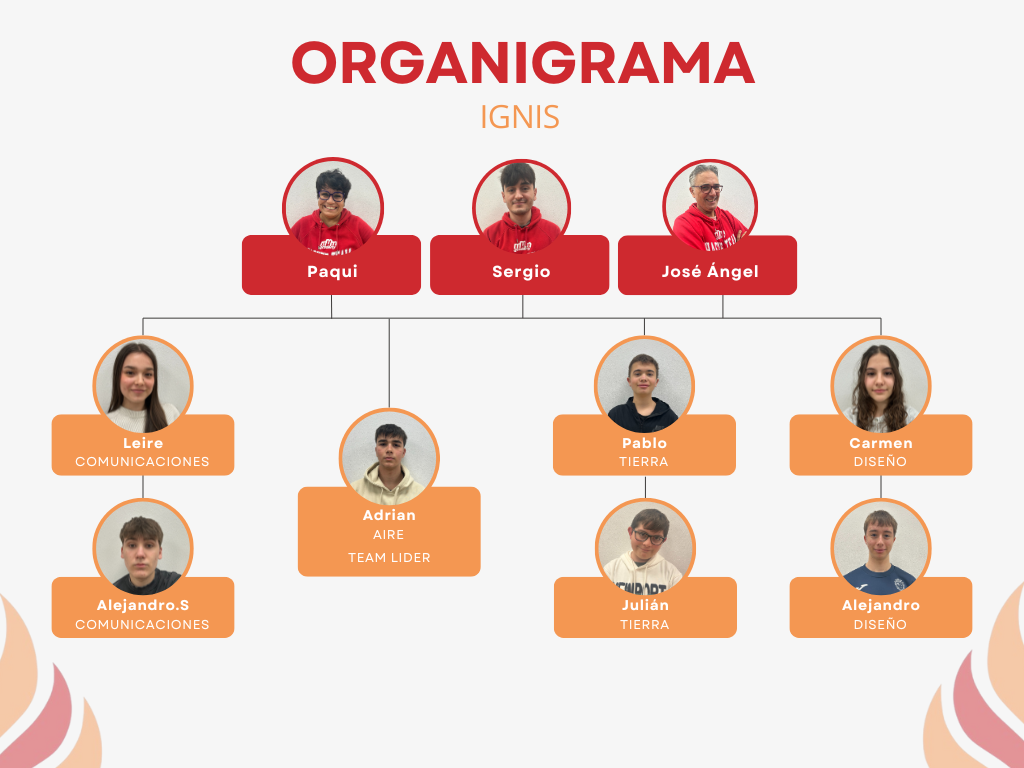 ORGANIGRAMA
IGNIS
Paqui
Sergio
José Ángel
Leire
COMUNICACIONES
Adrian
AIRE
TEAM LIDER
Pablo
TIERRA
Carmen
DISEÑO
Alejandro.S
COMUNICACIONES
Julián
TIERRA
Alejandro
DISEÑO